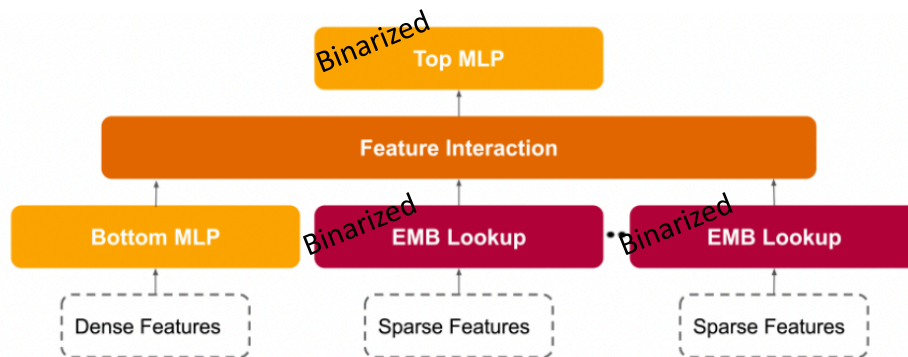 Binarized
Top MLP
Feature Interaction
Bottom MLP
Binarized
EMB Lookup
Binarized
EMB Lookup
Dense Features
Sparse Features
Sparse Features